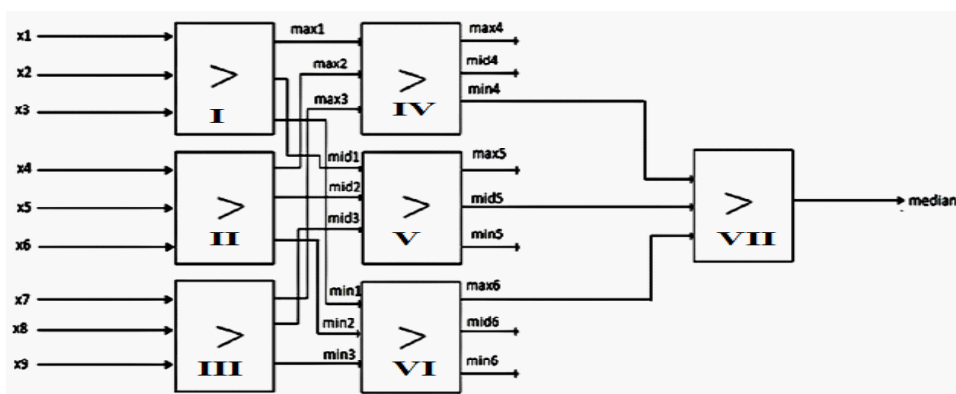 x1
x2
x3
>
I
max1
max2
max3
>
IV
max4
mid4
min4
x4
x5
x6
>
II
mid1
mid2
mid3
>
V
max5
mid5
min5
>
VII
median
x7
x8
x9
>
III
min1
min2
min3
>
VI
max6
mid6
min6